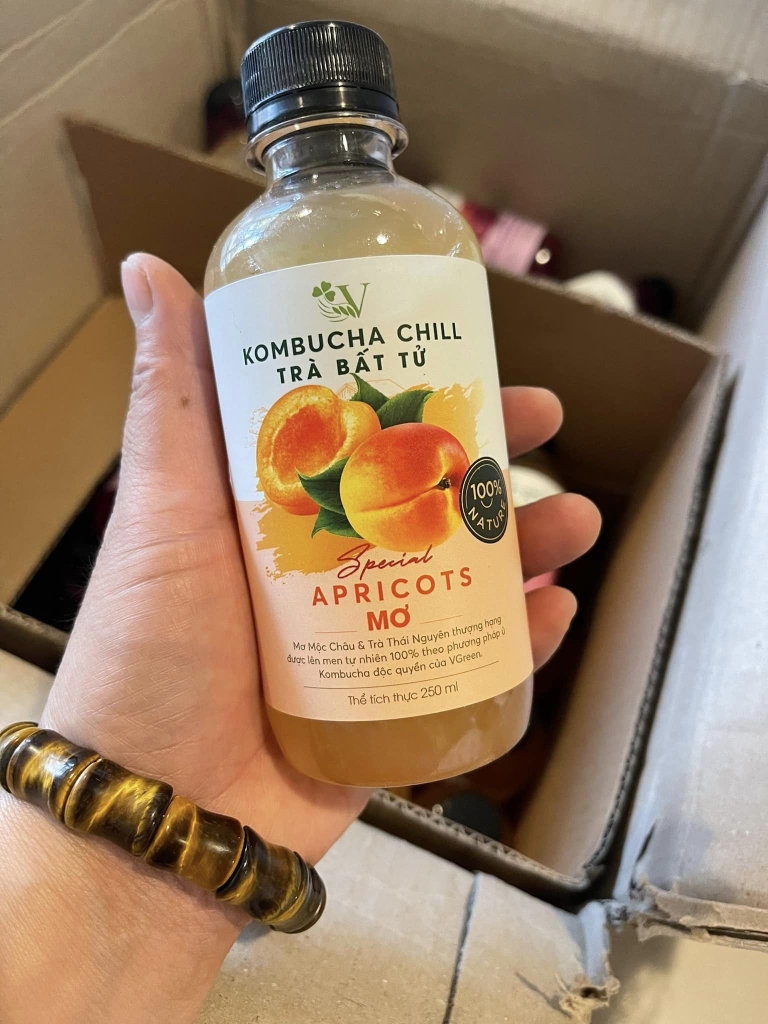 V
KOMBUCHA CHILL
TRÀ BẤT TỬ
100%
NATURE
Special
APRICOTS
MƠ
Mơ Mộc Châu & Trà Thái Nguyên thượng hạng
được lên men tự nhiên 100% theo phương pháp ủ
Kombucha độc quyền của VGreen.
Thể tích thực 250 ml